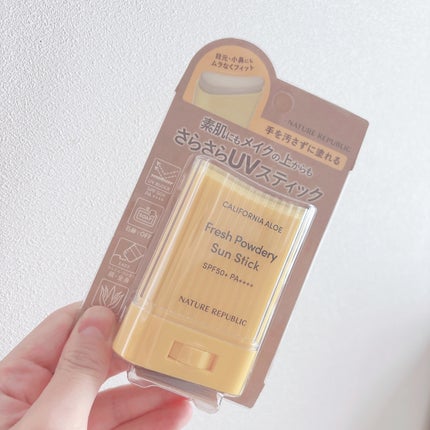 目元・小鼻にも
ムラなくフィット
NATURE REPUBLIC
手を汚さずに塗れる
素肌にもメイクの上からも
さらさらUVスティック
CALIFORNIA ALOE
Fresh Powdery
Sun Stick
SPF50+ PA++++
NATURE REPUBLIC